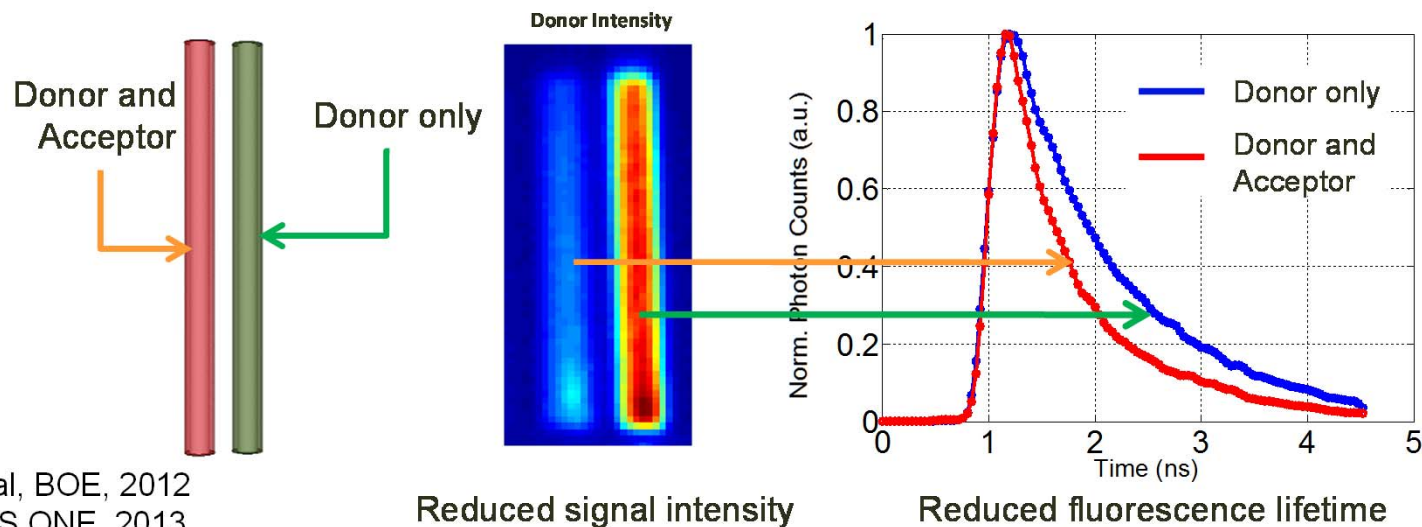 Donor and
Acceptor
Donor only
Donor Intensity
Norm. Photon Counts (a.u.)
1
0.8
0.6
0.4
0.2
0
0 1 2 3 4 5
Time (ns)
Donor only
Donor and
Acceptor
al, BOE, 2012
S ONE, 2013
Reduced signal intensity
Reduced fluorescence lifetime